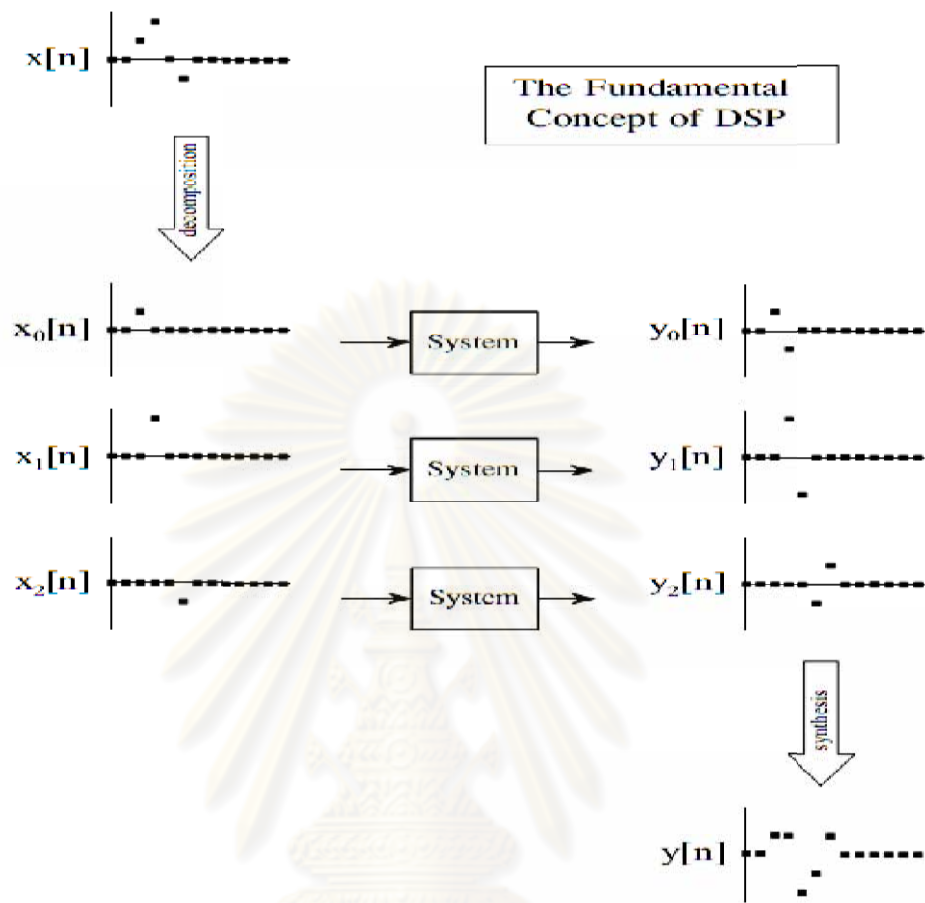 x[n]
The Fundamental
Concept of DSP
decomposition
x₀[n]
System
y₀[n]
x₁[n]
System
y₁[n]
x₂[n]
System
y₂[n]
synthesis
y[n]